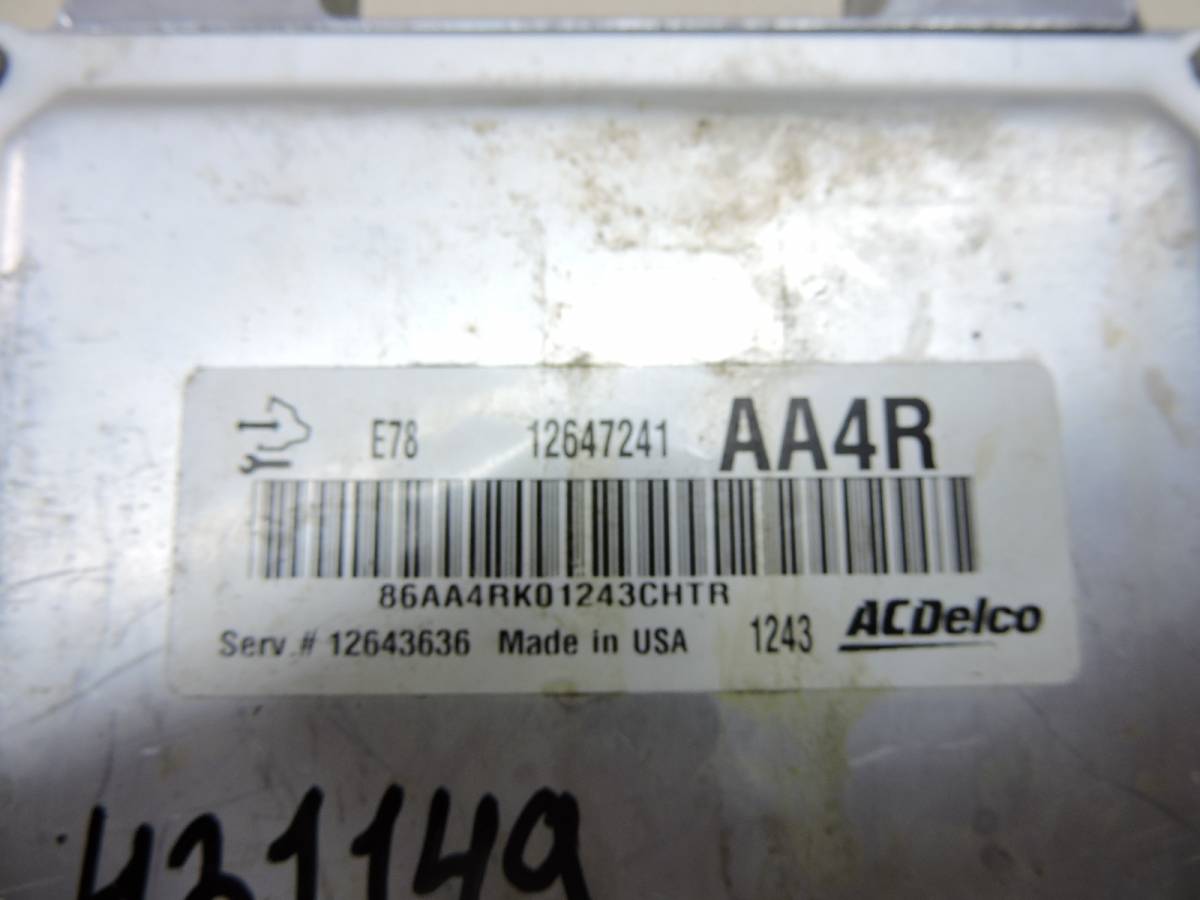 E78 12647241 AA4R
86AA4RK01243CHTR
Serv.# 12643636 Made in USA 1243 ACDelco
431149